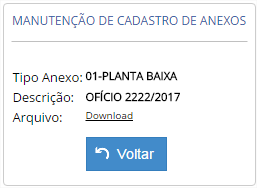 MANUTENÇÃO DE CADASTRO DE ANEXOS
Tipo Anexo: 01-PLANTA BAIXA
Descrição: OFÍCIO 2222/2017
Arquivo: Download
Voltar